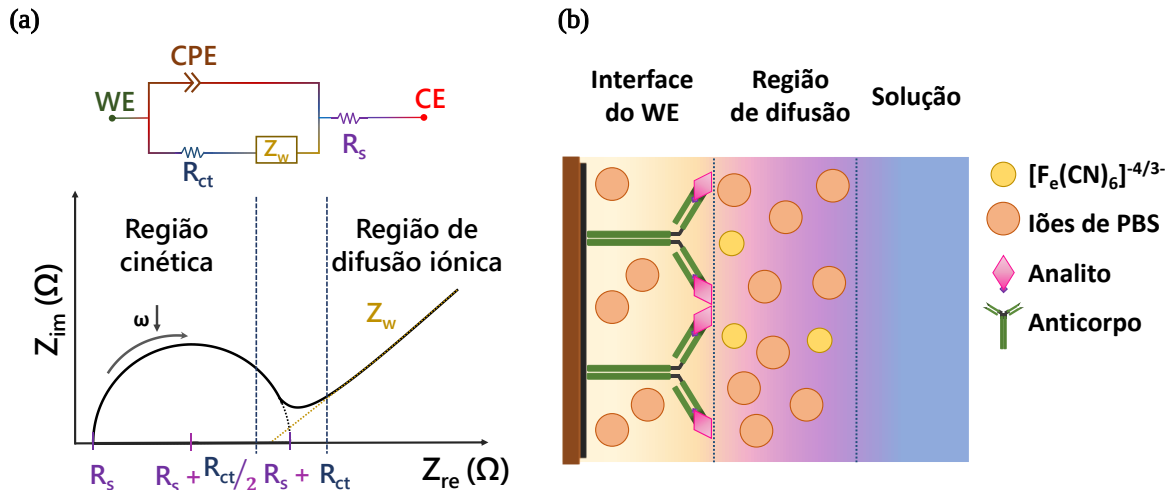 (a)
CPE
WE
CE
Rs
Rct
Zw
Zim (Ω)
Região
cinética
Região de
difusão iónica
ω
Zw
Rs
Rs + Rct/2
Rs + Rct
Zre (Ω)
(b)
Interface
do WE
Região
de difusão
Solução
[Fe(CN)6]-4/3-
Iões de PBS
Analito
Anticorpo